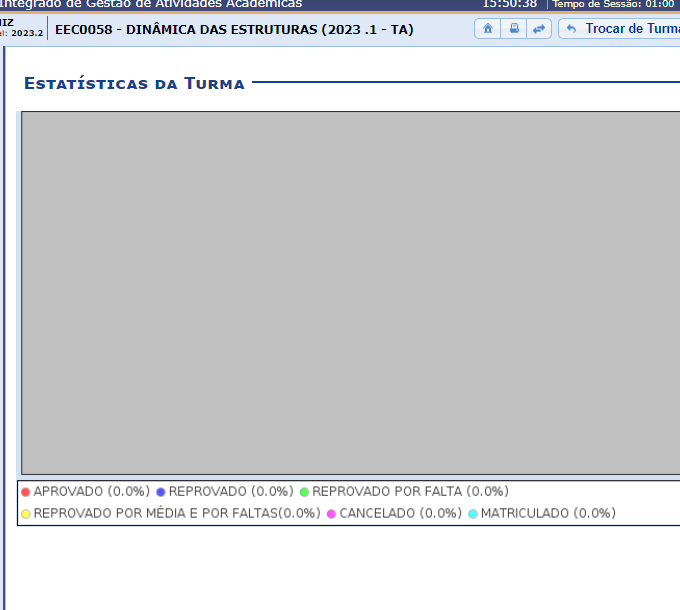 Integrado de Gestão de Atividades Acadêmicas 15:50:38 Tempo de Sessão: 01:00
EEC0058 - DINÂMICA DAS ESTRUTURAS (2023 .1 - TA) Trocar de Turma
2023.2
ESTATÍSTICAS DA TURMA
APROVADO (0.0%) REPROVADO (0.0%) REPROVADO POR FALTA (0.0%)
REPROVADO POR MÉDIA E POR FALTAS(0.0%) CANCELADO (0.0%) MATRICULADO (0.0%)